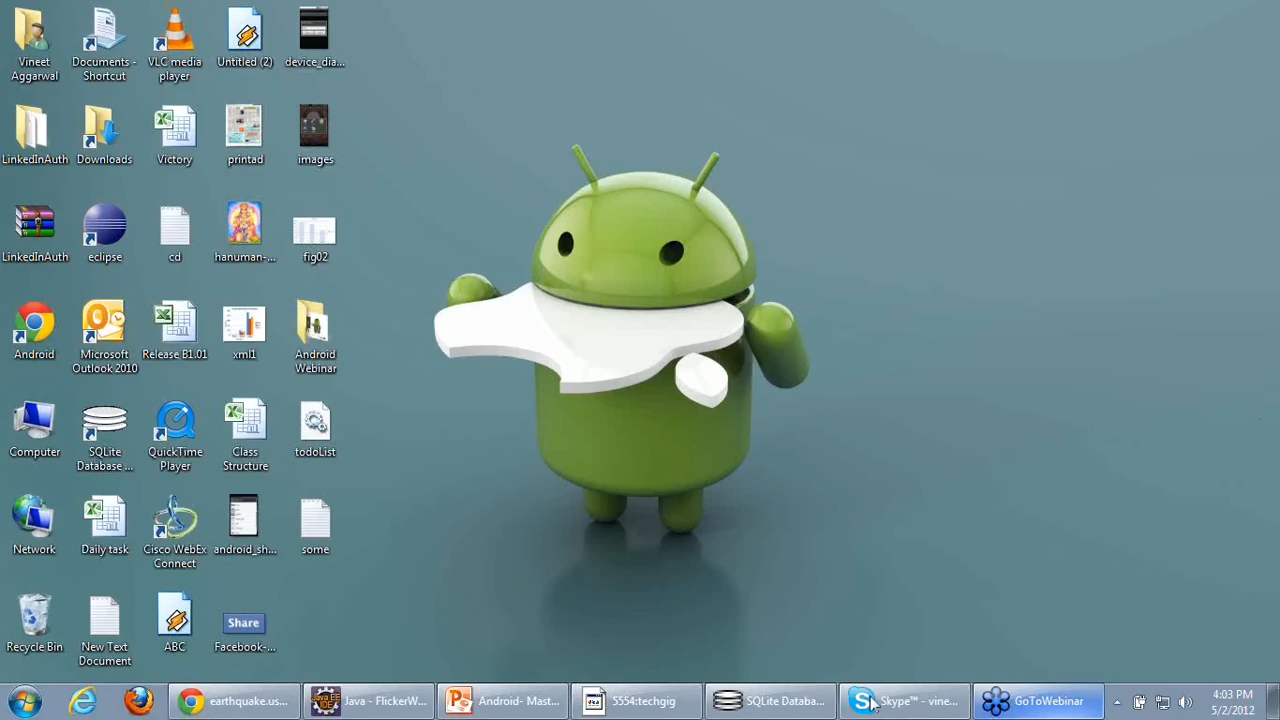 Vineet
Aggarwal
Documents -
Shortcut
VLC media
player
Untitled (2)
device_dia...
LinkedInAuth
Downloads
Victory
printad
images
LinkedInAuth
eclipse
cd
hanuman-...
fig02
Android
Microsoft
Outlook 2010
Release B1.01
xml1
Android
Webinar
Computer
SQLite
Database ...
QuickTime
Player
Class
Structure
todoList
Network
Daily task
Cisco WebEx
Connect
android_sh...
some
Share
Recycle Bin
New Text
Document
ABC
Facebook-...
earthquake.us...
Java EE
IDE
Java - FlickerW...
Android- Mast...
5554:techgig
SQLite Databa...
Skype™ - vine...
GoToWebinar
4:03 PM
5/2/2012